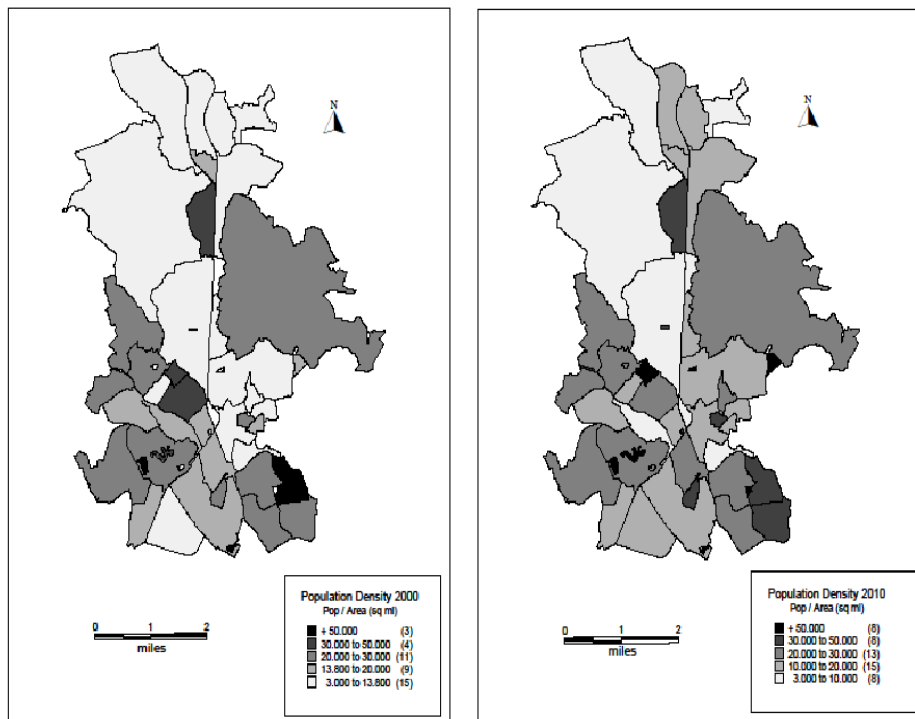 N
Population Density 2000
Pop / Area (sq mi)
+ 50.000 (3)
30.000 to 50.000 (4)
20.000 to 30.000 (11)
13.800 to 20.000 (9)
3.000 to 13.800 (15)
0 1 2
miles
N
Population Density 2010
Pop / Area (sq mi)
+ 50.000 (6)
30.000 to 50.000 (6)
20.000 to 30.000 (13)
10.000 to 20.000 (15)
3.000 to 10.000 (8)
0 1 2
miles